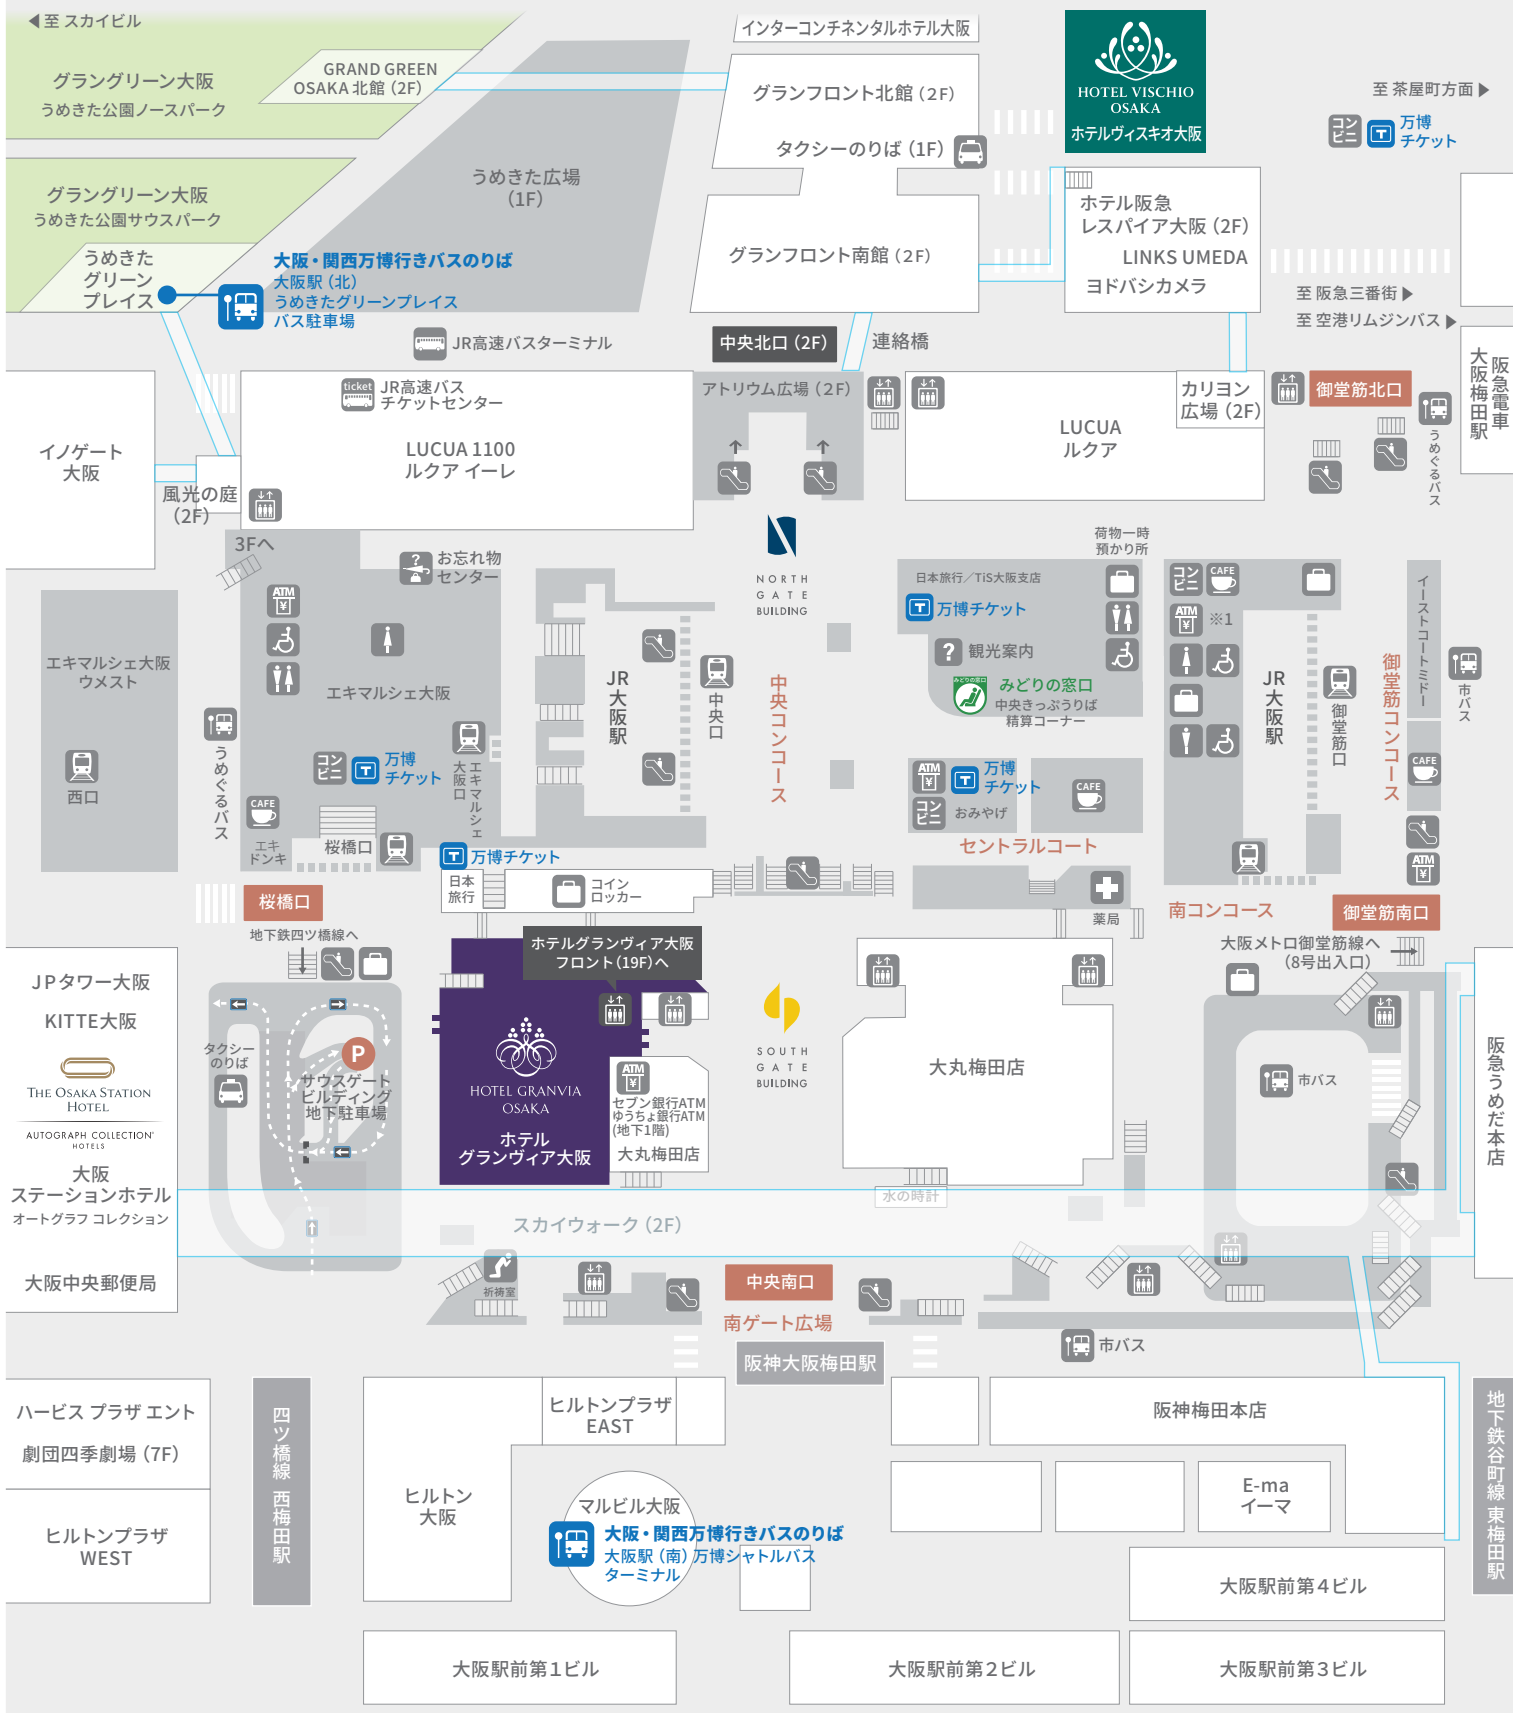 ◀至 スカイビル
グラングリーン大阪
うめきた公園ノースパーク
GRAND GREEN
OSAKA 北館（2F）
インターコンチネンタルホテル大阪
グランフロント北館（2F）
タクシーのりば（1F）
HOTEL VISCHIO
OSAKA
ホテルヴィスキオ大阪
至 茶屋町方面▶
コン
ビニ
T
万博
チケット
グラングリーン大阪
うめきた公園サウスパーク
うめきた
グリーン
プレイス
うめきた広場
（1F）
大阪・関西万博行きバスのりば
大阪駅（北）
うめきたグリーンプレイス
バス駐車場
グランフロント南館（2F）
ホテル阪急
レスパイア大阪（2F）
LINKS UMEDA
ヨドバシカメラ
至 阪急三番街▶
至 空港リムジンバス▶
JR高速バスターミナル
中央北口（2F）
連絡橋
阪急電車
大阪梅田駅
イノゲート
大阪
ticket
JR高速バス
チケットセンター
LUCUA 1100
ルクア イーレ
アトリウム広場（2F）
LUCUA
ルクア
カリヨン
広場（2F）
御堂筋北口
うめぐるバス
風光の庭
（2F）
3Fへ
お忘れ物
センター
NORTH
GATE
BUILDING
荷物一時
預かり所
日本旅行／TiS大阪支店
T
万博チケット
?
観光案内
みどりの窓口
みどりの窓口
中央きっぷうりば
精算コーナー
コン
ビニ
CAFE
ATM
¥
※1
JR
大阪駅
御堂筋口
御堂筋コンコース
イーストコートミドー
市バス
エキマルシェ大阪
ウメスト
西口
ATM
¥
エキマルシェ大阪
うめぐるバス
コン
ビニ
T
万博
チケット
エキマルシェ
大阪口
JR
大阪駅
中央口
中央コンコース
CAFE
エキ
ドンキ
桜橋口
ATM
¥
コン
ビニ
T
万博
チケット
おみやげ
CAFE
セントラルコート
CAFE
ATM
¥
T
万博チケット
日本
旅行
コイン
ロッカー
薬局
南コンコース
御堂筋南口
大阪メトロ御堂筋線へ
（8号出入口）
桜橋口
地下鉄四ツ橋線へ
JPタワー大阪
KITTE大阪
THE OSAKA STATION
HOTEL
AUTOGRAPH COLLECTION
HOTELS
大阪
ステーションホテル
オートグラフ コレクション
大阪中央郵便局
タクシー
のりば
P
サウスゲート
ビルディング
地下駐車場
ホテルグランヴィア大阪
フロント（19F）へ
HOTEL GRANVIA
OSAKA
ホテル
グランヴィア大阪
ATM
¥
セブン銀行ATM
ゆうちょ銀行ATM
(地下1階)
大丸梅田店
SOUTH
GATE
BUILDING
大丸梅田店
水の時計
市バス
阪急うめだ本店
スカイウォーク（2F）
祈祷室
中央南口
南ゲート広場
阪神大阪梅田駅
市バス
ハービス プラザ エント
劇団四季劇場（7F）
ヒルトンプラザ
WEST
四ツ橋線 西梅田駅
ヒルトン
大阪
ヒルトンプラザ
EAST
マルビル大阪
大阪・関西万博行きバスのりば
大阪駅（南）万博シャトルバス
ターミナル
阪神梅田本店
E-ma
イーマ
地下鉄谷町線 東梅田駅
大阪駅前第4ビル
大阪駅前第1ビル
大阪駅前第2ビル
大阪駅前第3ビル